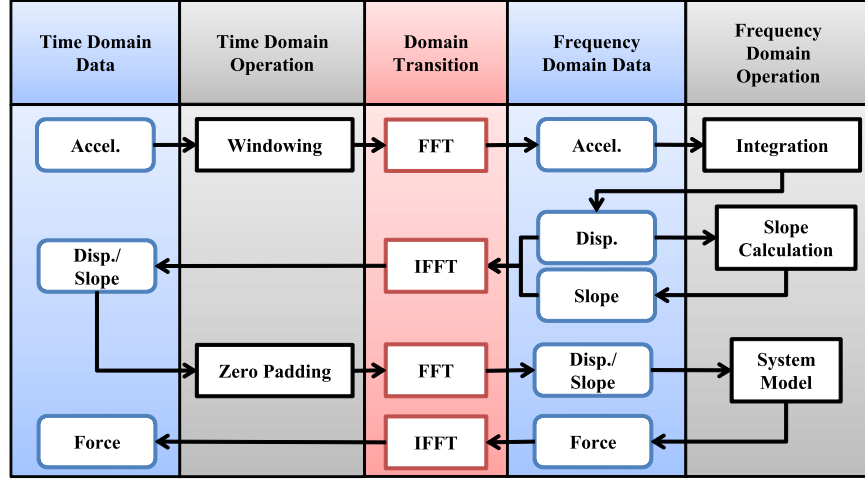 Time Domain
Data
Time Domain
Operation
Domain
Transition
Frequency
Domain Data
Frequency
Domain
Operation
Accel.
Windowing
FFT
Accel.
Integration
Disp./
Slope
IFFT
Disp.
Slope
Calculation
Slope
Zero Padding
FFT
Disp./
Slope
System
Model
Force
IFFT
Force